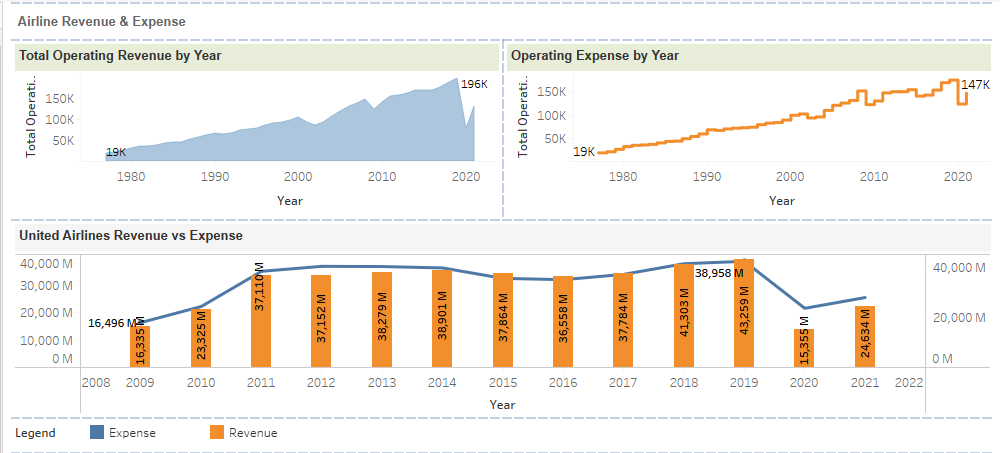 Airline Revenue & Expense
Total Operating Revenue by Year
Total Operati..
150K
100K
50K
19K
196K
1980 1990 2000 2010 2020
Year
Operating Expense by Year
Total Operati..
150K
100K
50K
19K
147K
1980 1990 2000 2010 2020
Year
United Airlines Revenue vs Expense
40,000 M
30,000 M
20,000 M
10,000 M
0 M
16,496 M
16,335 M
23,325 M
37,110 M
37,152 M
38,279 M
38,901 M
37,864 M
36,558 M
37,784 M
41,303 M
38,958 M
43,259 M
15,355 M
24,634 M
40,000 M
20,000 M
0 M
2008 2009 2010 2011 2012 2013 2014 2015 2016 2017 2018 2019 2020 2021 2022
Year
Legend Expense Revenue